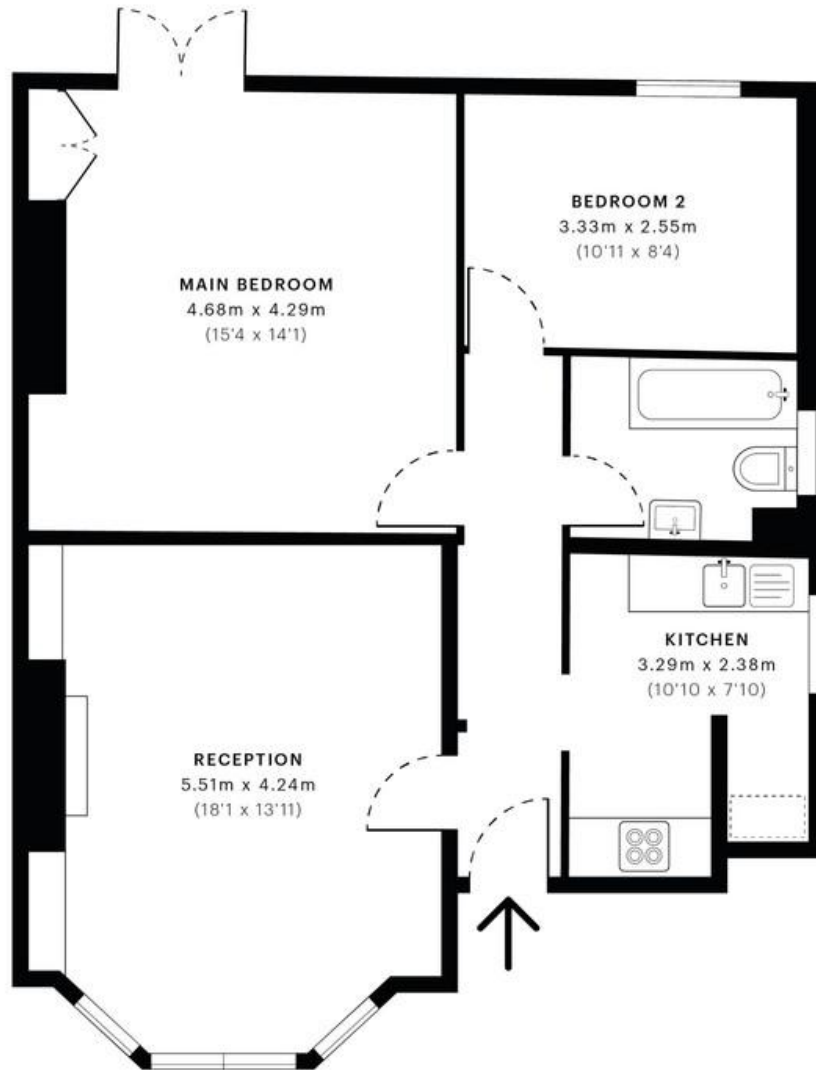 BEDROOM 2
3.33m x 2.55m
(10'11 x 8'4)
MAIN BEDROOM
4.68m x 4.29m
(15'4 x 14'1)
KITCHEN
3.29m x 2.38m
(10'10 x 7'10)
RECEPTION
5.51m x 4.24m
(18'1 x 13'11)